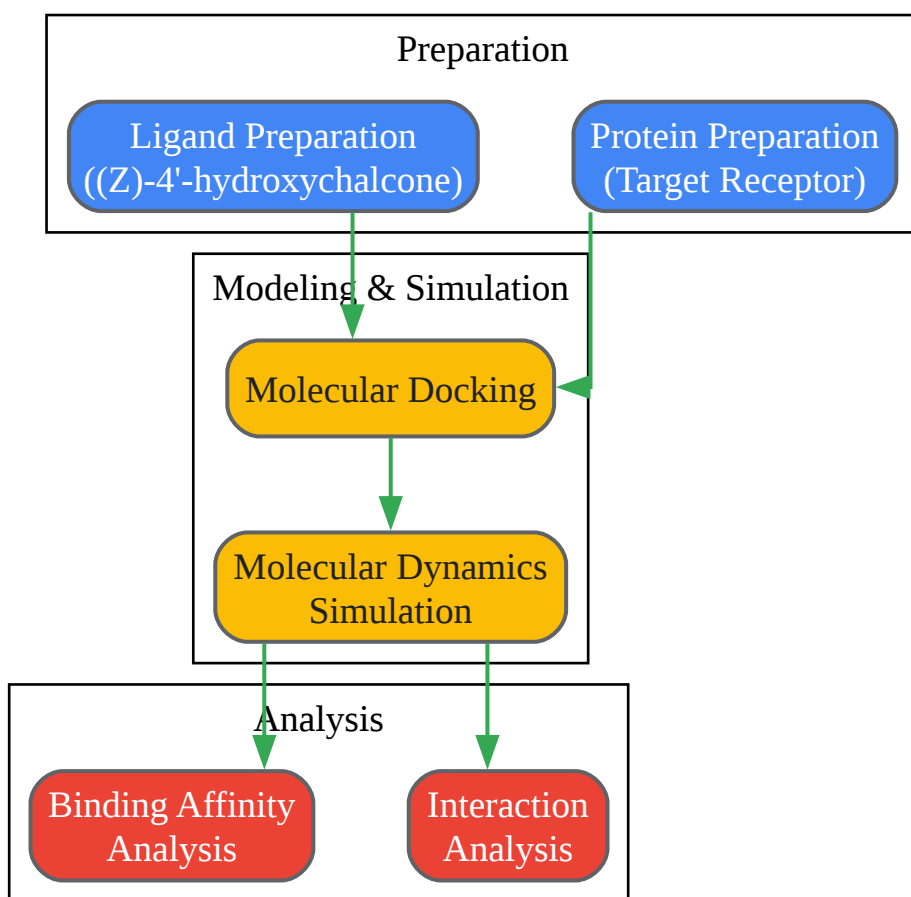 Preparation
Ligand Preparation
((Z)-4'-hydroxychalcone)
Protein Preparation
(Target Receptor)
Modeling & Simulation
Molecular Docking
Molecular Dynamics
Simulation
Analysis
Binding Affinity
Analysis
Interaction
Analysis